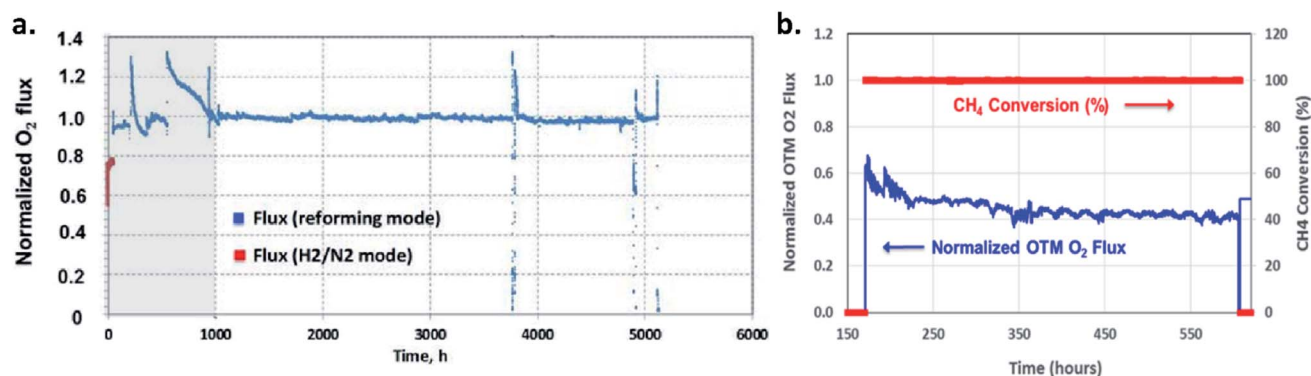 a.
Normalized O2 flux
1.4
1.2
1.0
0.8
0.6
0.4
0.2
0
0 1000 2000 3000 4000 5000 6000
Time, h
Flux (reforming mode)
Flux (H2/N2 mode)
b.
Normalized OTM O2 Flux
1.2
1.0
0.8
0.6
0.4
0.2
0.0
CH4 Conversion (%)
Normalized OTM O2 Flux
120
100
80
60
40
20
0
CH4 Conversion (%)
150 250 350 450 550
Time (hours)